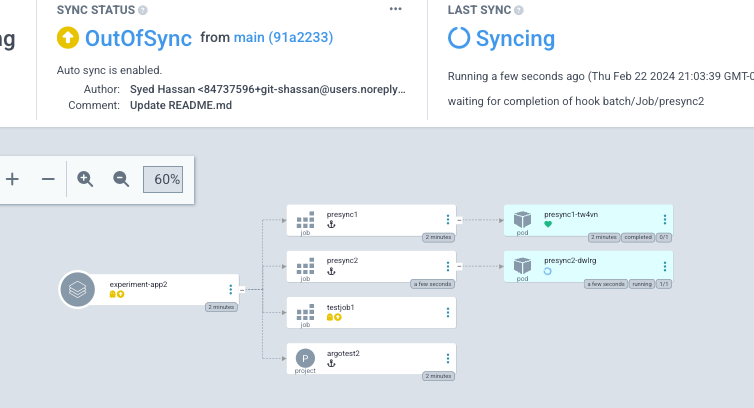 SYNC STATUS ?
LAST SYNC ?
ng
OutOfSync from main (91a2233)
Syncing
Auto sync is enabled.
Author: Syed Hassan <84737596+git-shassan@users.noreply...
Comment: Update README.md
Running a few seconds ago (Thu Feb 22 2024 21:03:39 GMT-0
waiting for completion of hook batch/Job/presync2
60%
presync1
job
2 minutes
presync1-tw4vn
pod
2 minutes completed 0/1
presync2
job
a few seconds
presync2-dwlrg
pod
a few seconds running 1/1
experiment-app2
2 minutes
testjob1
job
argotest2
P
project
2 minutes